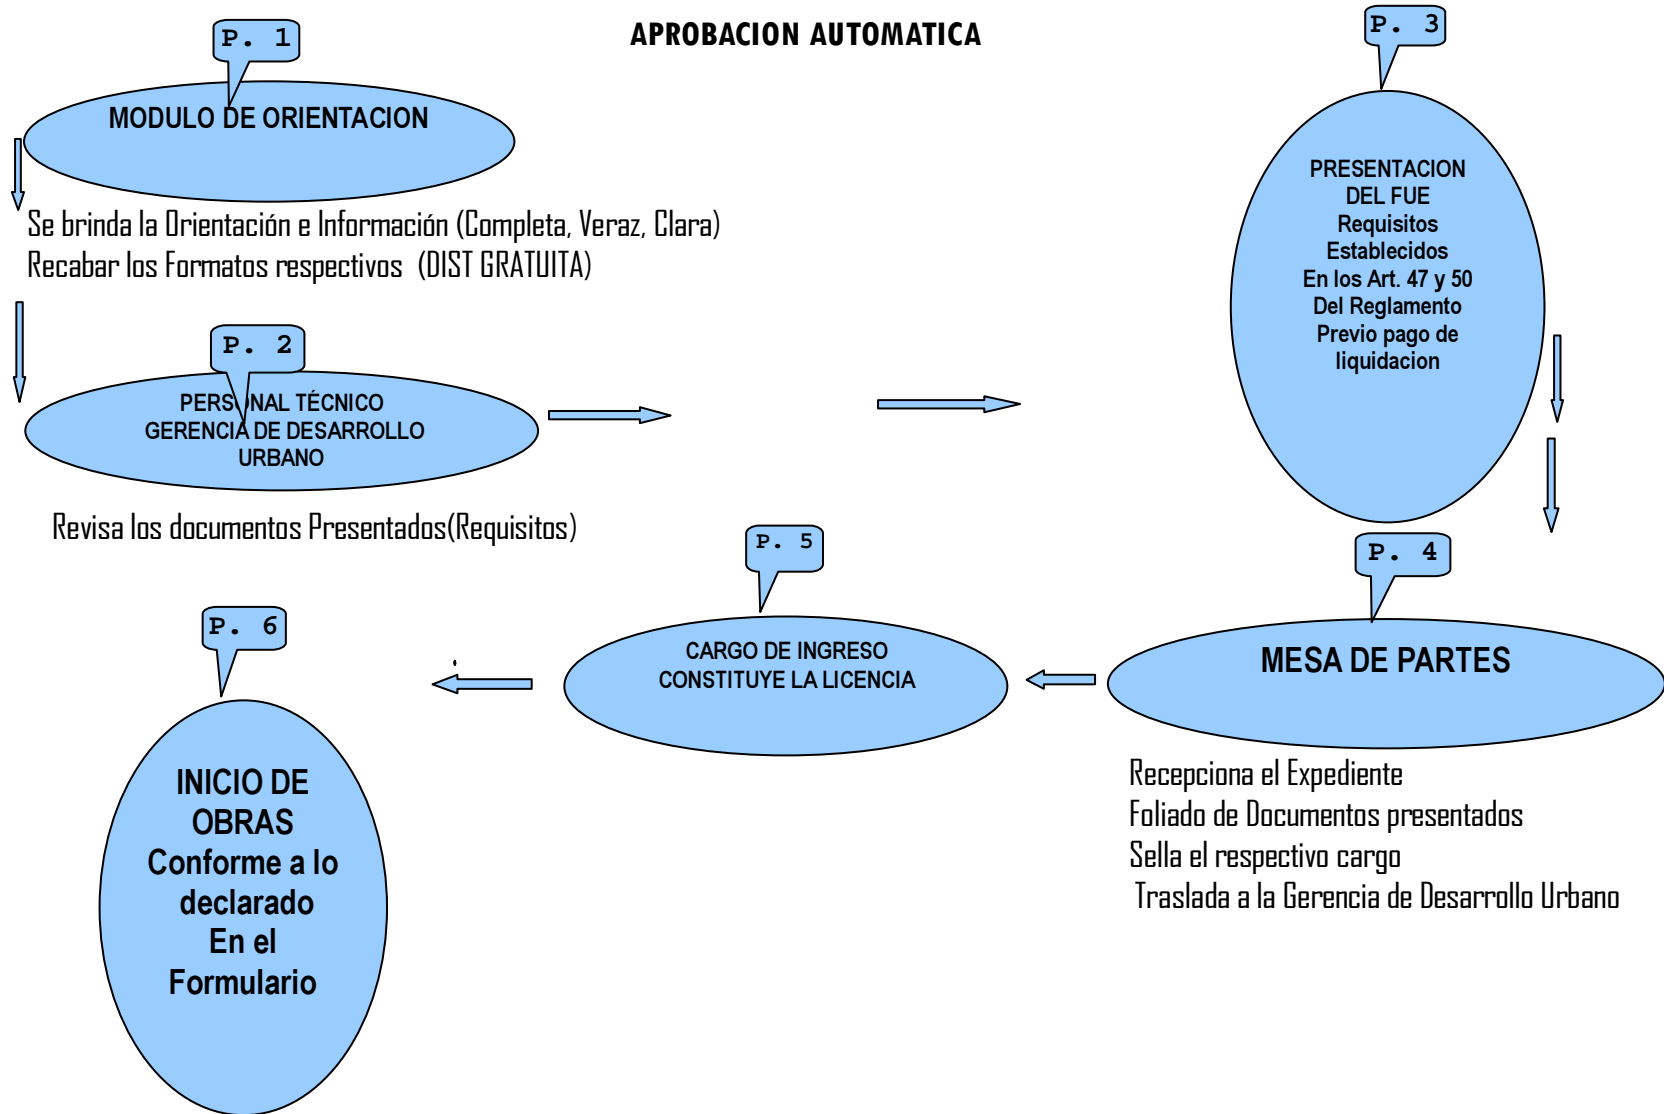 APROBACION AUTOMATICA
P. 1
MODULO DE ORIENTACION
Se brinda la Orientación e Información (Completa, Veraz, Clara)
Recabar los Formatos respectivos (DIST GRATUITA)
P. 2
PERSONAL TÉCNICO
GERENCIA DE DESARROLLO
URBANO
Revisa los documentos Presentados(Requisitos)
P. 3
PRESENTACION
DEL FUE
Requisitos
Establecidos
En los Art. 47 y 50
Del Reglamento
Previo pago de
liquidacion
P. 4
MESA DE PARTES
Recepciona el Expediente
Foliado de Documentos presentados
Sella el respectivo cargo
Traslada a la Gerencia de Desarrollo Urbano
P. 5
CARGO DE INGRESO
CONSTITUYE LA LICENCIA
P. 6
INICIO DE
OBRAS
Conforme a lo
declarado
En el
Formulario